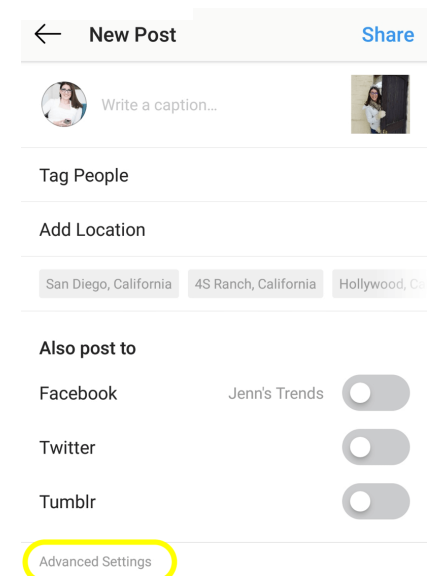 New Post Share
Write a caption...
Tag People
Add Location
San Diego, California 4S Ranch, California Hollywood,
Also post to
Facebook Jenn's Trends
Twitter
Tumblr
Advanced Settings